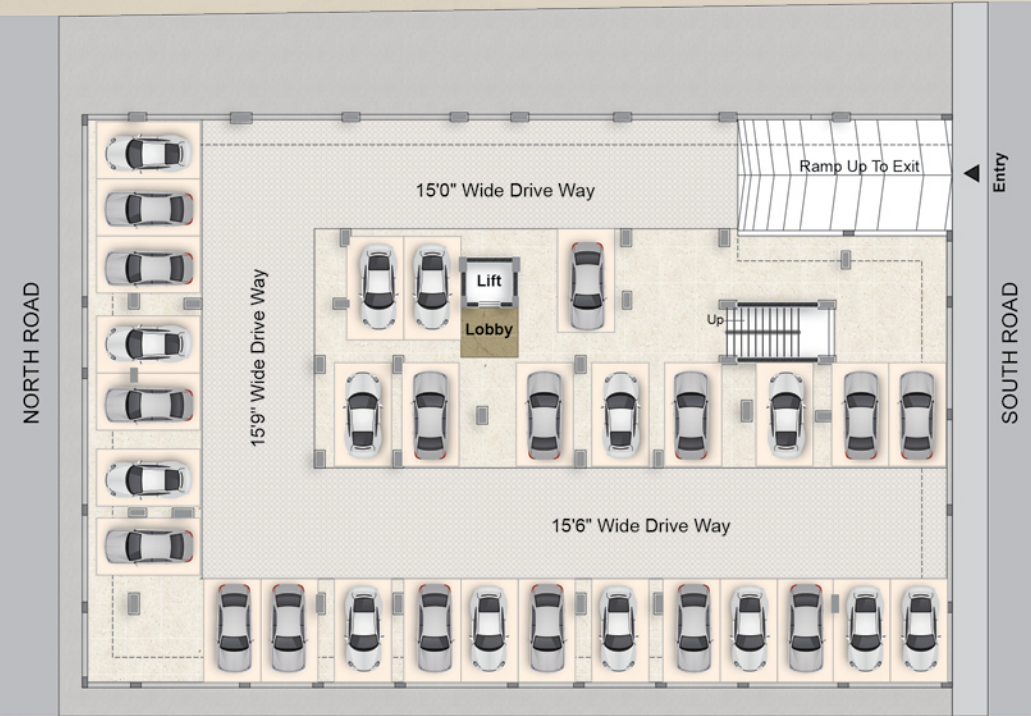 Ramp Up To Exit
Entry
15'0" Wide Drive Way
Lift
Lobby
Up
15'9" Wide Drive Way
NORTH ROAD
SOUTH ROAD
15'6" Wide Drive Way